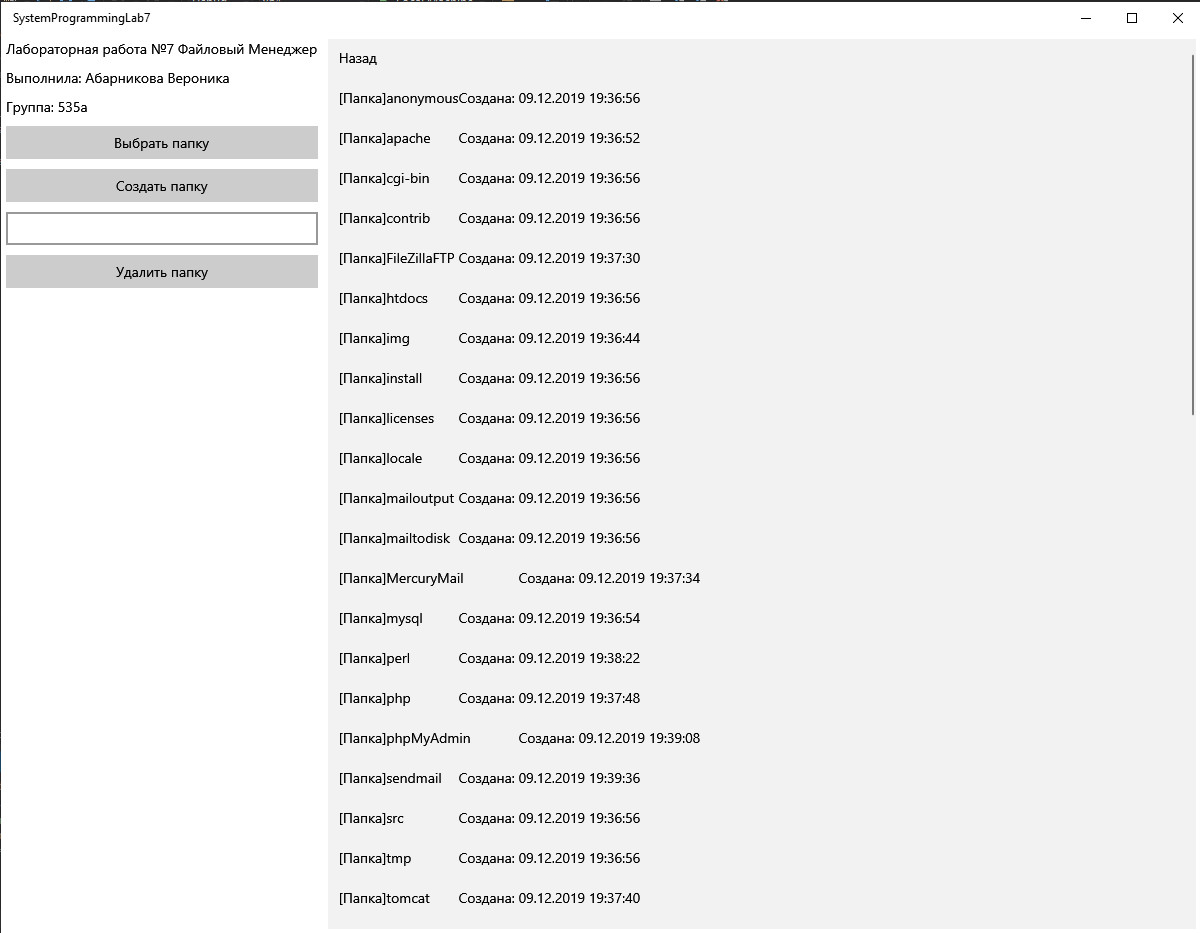 SystemProgrammingLab7
Лабораторная работа №7 Файловый Менеджер
Выполнила: Абарникова Вероника
Группа: 535а
Выбрать папку
Создать папку
Удалить папку
Назад
[Папка]anonymousСоздана: 09.12.2019 19:36:56
[Папка]apache Создана: 09.12.2019 19:36:52
[Папка]cgi-bin Создана: 09.12.2019 19:36:56
[Папка]contrib Создана: 09.12.2019 19:36:56
[Папка]FileZillaFTP Создана: 09.12.2019 19:37:30
[Папка]htdocs Создана: 09.12.2019 19:36:56
[Папка]img Создана: 09.12.2019 19:36:44
[Папка]install Создана: 09.12.2019 19:36:56
[Папка]licenses Создана: 09.12.2019 19:36:56
[Папка]locale Создана: 09.12.2019 19:36:56
[Папка]mailoutput Создана: 09.12.2019 19:36:56
[Папка]mailtodisk Создана: 09.12.2019 19:36:56
[Папка]MercuryMail Создана: 09.12.2019 19:37:34
[Папка]mysql Создана: 09.12.2019 19:36:54
[Папка]perl Создана: 09.12.2019 19:38:22
[Папка]php Создана: 09.12.2019 19:37:48
[Папка]phpMyAdmin Создана: 09.12.2019 19:39:08
[Папка]sendmail Создана: 09.12.2019 19:39:36
[Папка]src Создана: 09.12.2019 19:36:56
[Папка]tmp Создана: 09.12.2019 19:36:56
[Папка]tomcat Создана: 09.12.2019 19:37:40